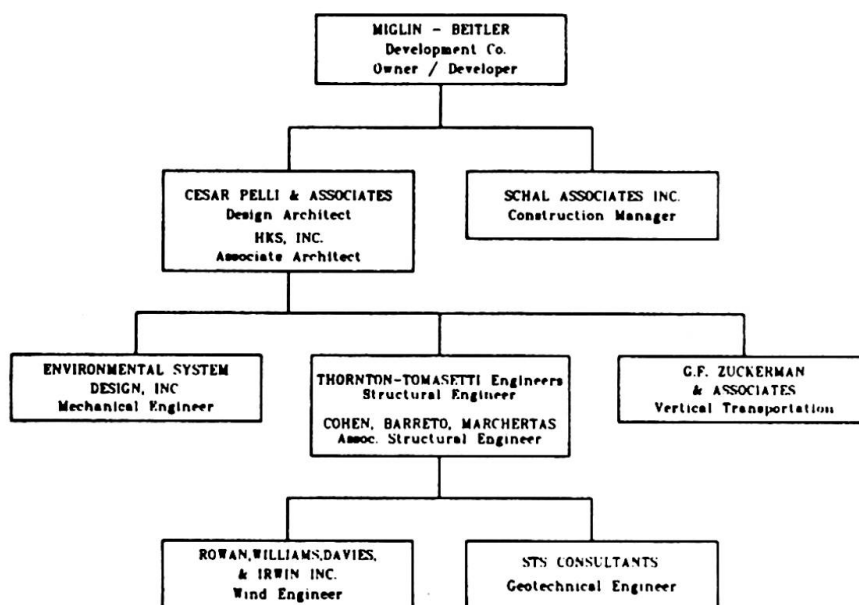 MIGLIN - BEITLER
Development Co.
Owner / Developer
CESAR PELLI & ASSOCIATES
Design Architect
HKS, INC.
Associate Architect
SCHAL ASSOCIATES INC.
Construction Manager
ENVIRONMENTAL SYSTEM
DESIGN, INC
Mechanical Engineer
THORNTON-TOMASETTI Engineers
Structural Engineer
COHEN, BARRETO, MARCHERTAS
Assoc. Structural Engineer
G.F. ZUCKERMAN
& ASSOCIATES
Vertical Transportation
ROWAN,WILLIAMS,DAVIES,
& IRWIN INC.
Wind Engineer
STS CONSULTANTS
Geotechnical Engineer